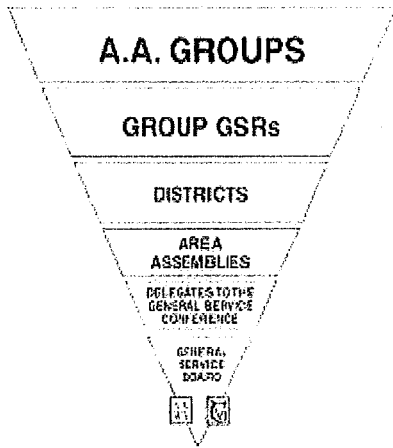 A.A. GROUPS
GROUP GSRs
DISTRICTS
AREA
ASSEMBLIES
DELEGATES TO THE
GENERAL SERVICE
CONFERENCE
GENERAL
SERVICE
BOARD